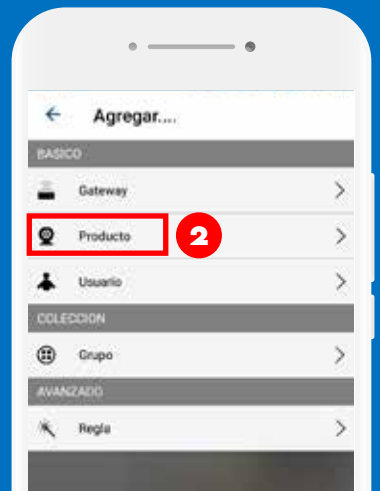 Agregar....
BASICO
Gateway
Producto
2
Usuario
COLECCION
Grupo
AVANZADO
Regla